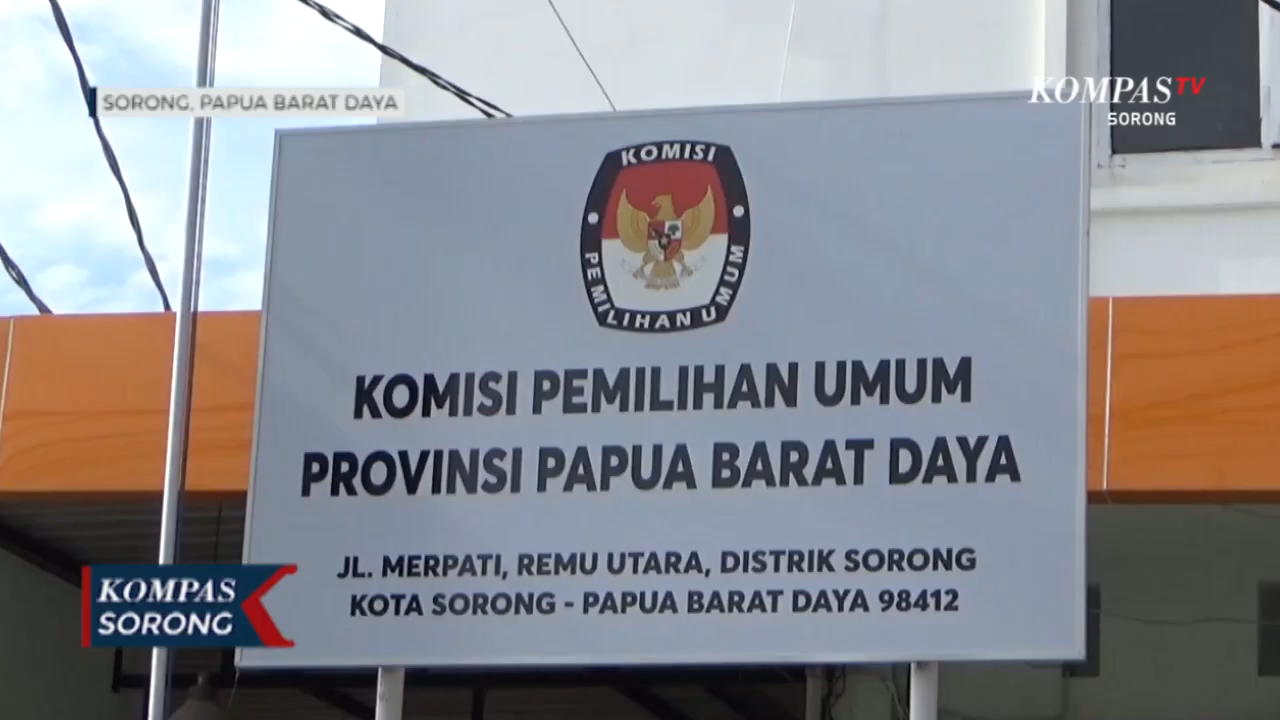 SORONG, PAPUA BARAT DAYA
KOMPAS TV
SORONG
KOMISI
PEMILIHAN UMUM
KOMISI PEMILIHAN UMUM
PROVINSI PAPUA BARAT DAYA
JL. MERPATI, REMU UTARA, DISTRIK SORONG
KOTA SORONG - PAPUA BARAT DAYA 98412
KOMPAS
SORONG